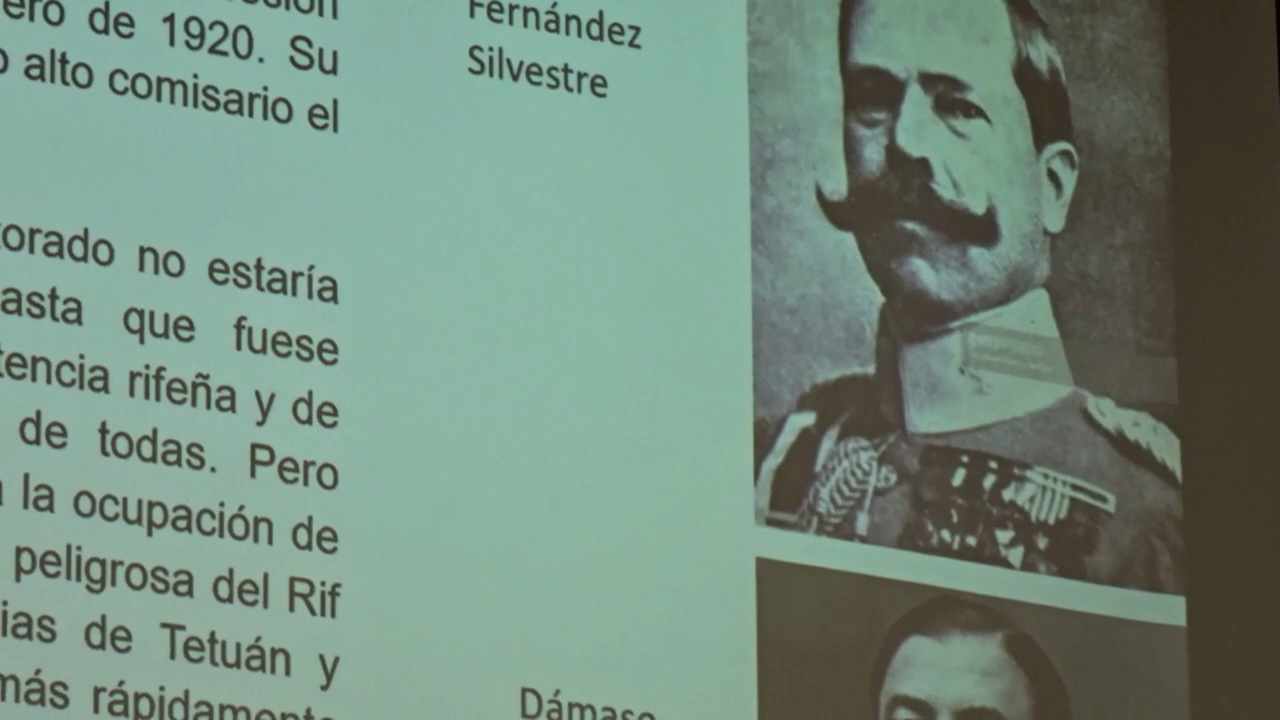 ero de 1920. Su
o alto comisario el
orado no estaría
asta que fuese
tencia rifeña y de
de todas. Pero
la ocupación de
peligrosa del Rif
ias de Tetuán y
más rápidamente
Fernández
Silvestre
Dámaso